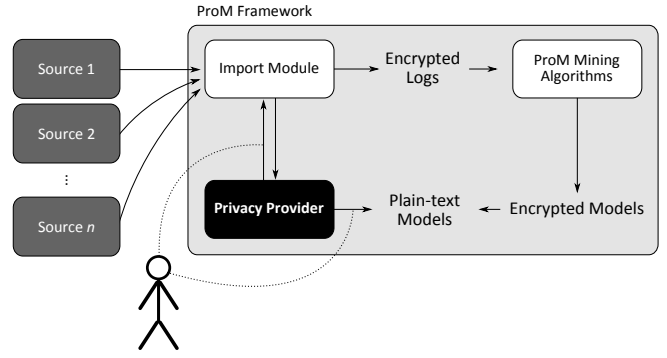 ProM Framework
Source 1
Import Module
Encrypted
Logs
ProM Mining
Algorithms
Source 2
...
Source n
Privacy Provider
Plain-text
Models
Encrypted Models